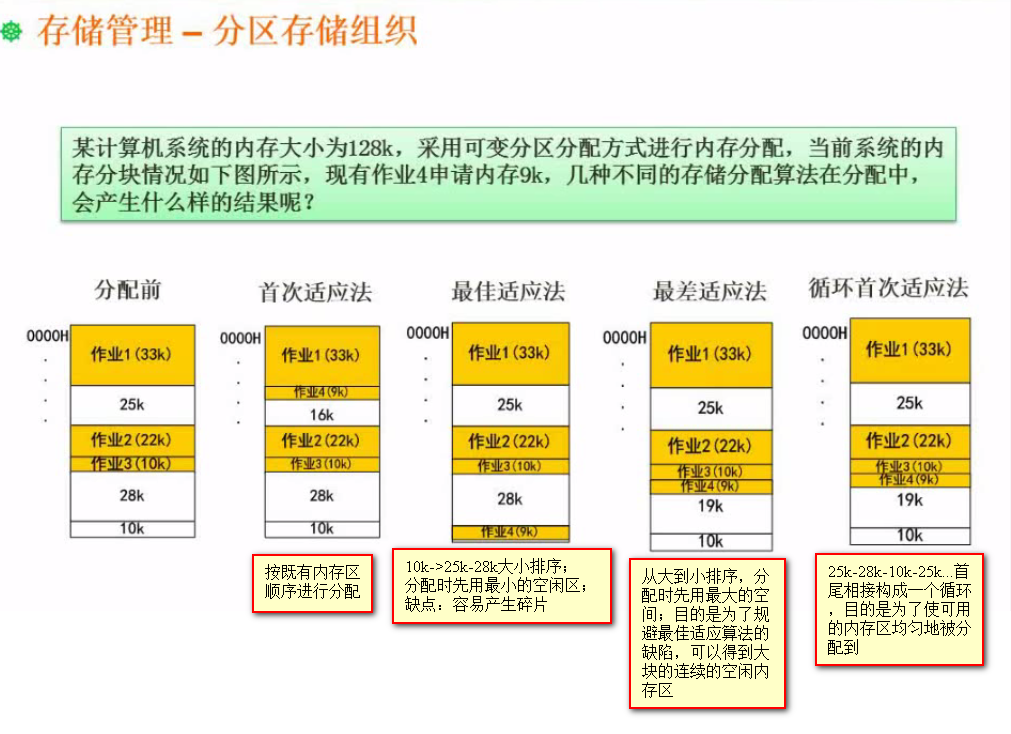 存储管理 – 分区存储组织
某计算机系统的内存大小为128k，采用可变分区分配方式进行内存分配，当前系统的内
存分块情况如下图所示，现有作业4申请内存9k，几种不同的存储分配算法在分配中，
会产生什么样的结果呢？
分配前
0000H
作业1(33k)
25k
作业2(22k)
作业3(10k)
28k
10k
首次适应法
0000H
作业1(33k)
作业4(9k)
16k
作业2(22k)
作业3(10k)
28k
10k
按既有内存区
顺序进行分配
最佳适应法
0000H
作业1(33k)
25k
作业2(22k)
作业3(10k)
28k
作业4(9k)
10k->25k-28k大小排序；
分配时先用最小的空闲区；
缺点：容易产生碎片
最差适应法
0000H
作业1(33k)
25k
作业2(22k)
作业3(10k)
作业4(9k)
19k
10k
从大到小排序，分
配时先用最大的空
间；目的是为了规
避最佳适应算法的
缺陷，可以得到大
块的连续的空闲内
存区
循环首次适应法
0000H
作业1(33k)
25k
作业2(22k)
作业3(10k)
作业4(9k)
19k
10k
25k-28k-10k-25k...首
尾相接构成一个循环
，目的是为了使可用
的内存区均匀地被分
配到